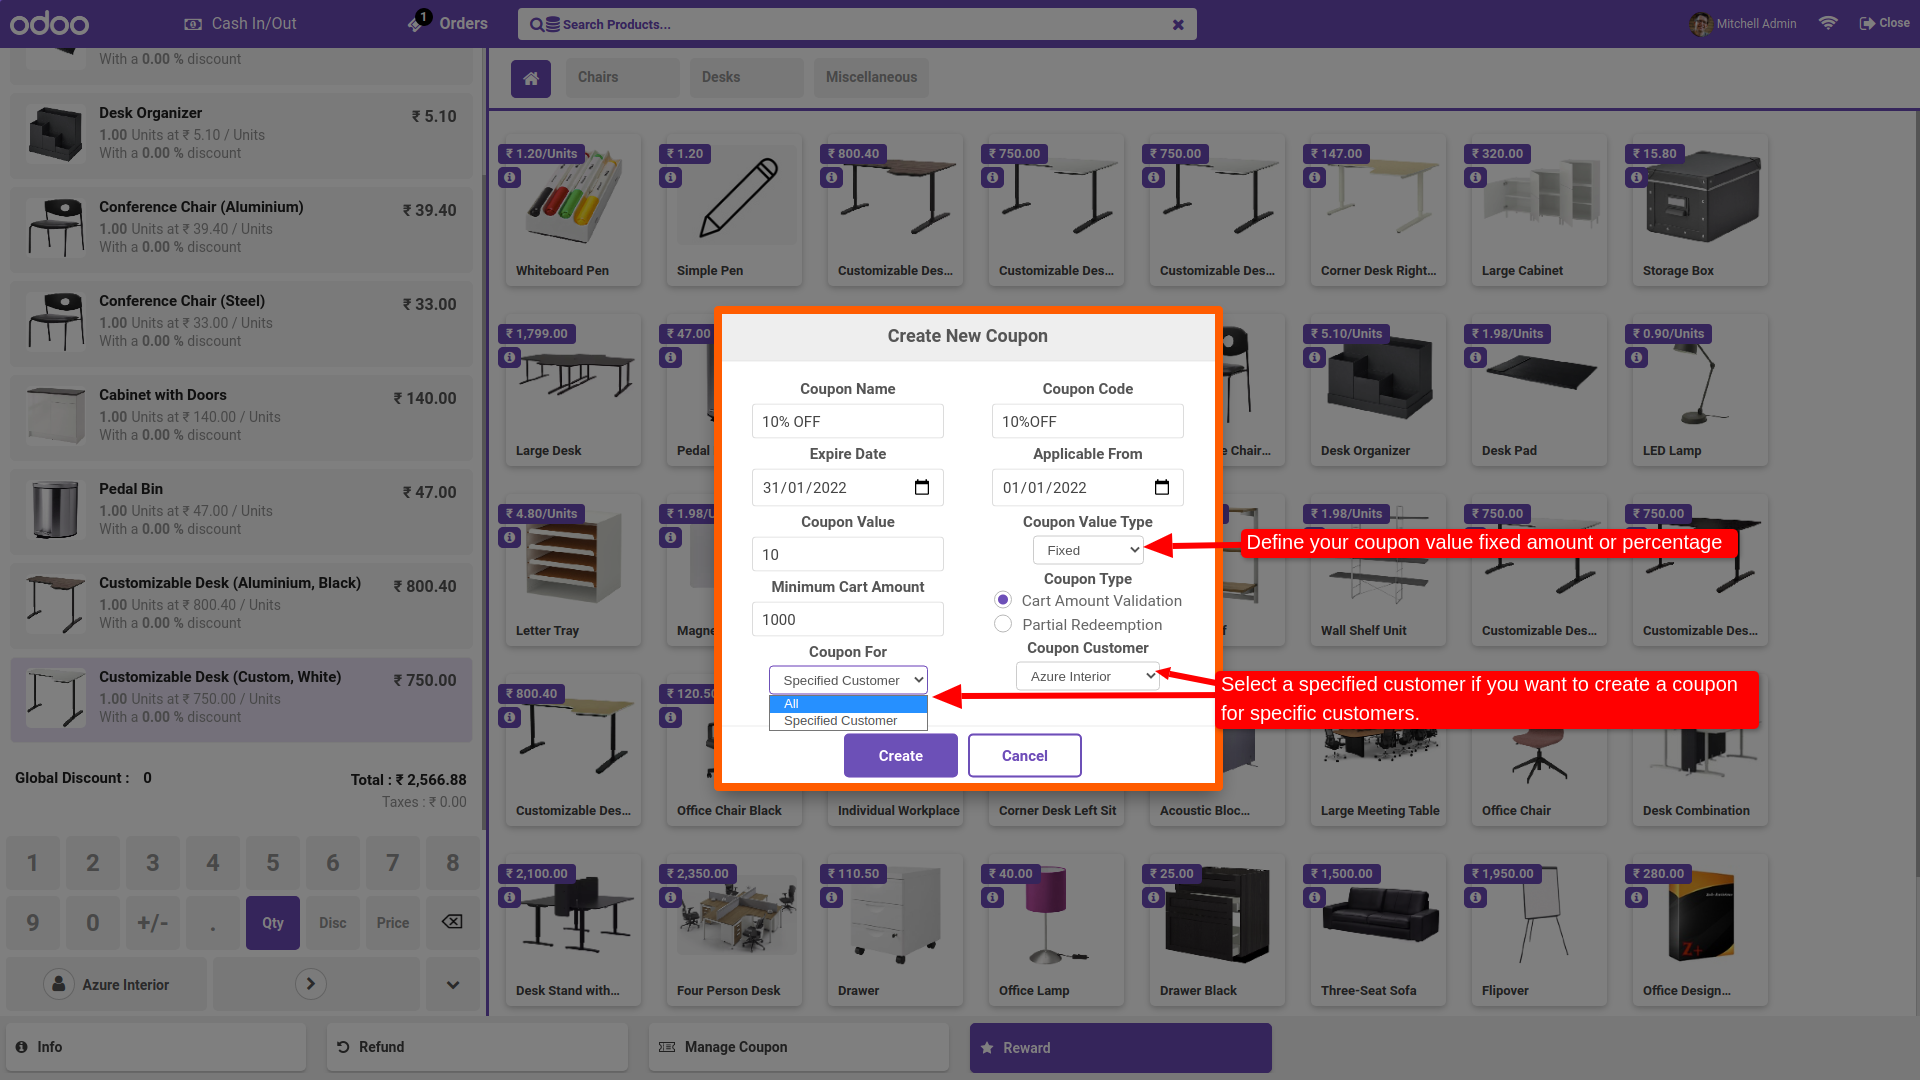 odoo
Cash In/Out
1
Orders
Search Products...
Mitchell Admin
Close
With a 0.00 % discount
Desk Organizer
₹ 5.10
1.00 Units at ₹ 5.10 / Units
With a 0.00 % discount
Conference Chair (Aluminium)
₹ 39.40
1.00 Units at ₹ 39.40 / Units
With a 0.00 % discount
Conference Chair (Steel)
₹ 33.00
1.00 Units at ₹ 33.00 / Units
With a 0.00 % discount
Cabinet with Doors
₹ 140.00
1.00 Units at ₹ 140.00 / Units
With a 0.00 % discount
Pedal Bin
₹ 47.00
1.00 Units at ₹ 47.00 / Units
With a 0.00 % discount
Customizable Desk (Aluminium, Black)
₹ 800.40
1.00 Units at ₹ 800.40 / Units
With a 0.00 % discount
Customizable Desk (Custom, White)
₹ 750.00
1.00 Units at ₹ 750.00 / Units
With a 0.00 % discount
Global Discount : 0
Total : ₹ 2,566.88
Taxes : ₹ 0.00
1 2 3 4 5 6 7 8
9 0 +/- . Qty Disc Price
Azure Interior
Chairs
Desks
Miscellaneous
₹ 1.20/Units
Whiteboard Pen
₹ 1.20
Simple Pen
₹ 800.40
Customizable Des...
₹ 750.00
Customizable Des...
₹ 750.00
Customizable Des...
₹ 147.00
Corner Desk Right...
₹ 320.00
Large Cabinet
₹ 15.80
Storage Box
₹ 1,799.00
Large Desk
₹ 47.00
Pedal
e Chair...
₹ 5.10/Units
Desk Organizer
₹ 1.98/Units
Desk Pad
₹ 0.90/Units
LED Lamp
₹ 4.80/Units
Letter Tray
₹ 1.98/U
Magne
f
₹ 1.98/Units
Wall Shelf Unit
₹ 750.00
Customizable Des...
₹ 750.00
Customizable Des...
₹ 800.40
Customizable Des...
₹ 120.50
Office Chair Black
Individual Workplace
Corner Desk Left Sit
Acoustic Bloc...
Large Meeting Table
Office Chair
Desk Combination
₹ 2,100.00
Desk Stand with...
₹ 2,350.00
Four Person Desk
₹ 110.50
Drawer
₹ 40.00
Office Lamp
₹ 25.00
Drawer Black
₹ 1,500.00
Three-Seat Sofa
₹ 1,950.00
Flipover
₹ 280.00
Z+
Office Design...
Create New Coupon
Coupon Name
10% OFF
Coupon Code
10%OFF
Expire Date
31/01/2022
Applicable From
01/01/2022
Coupon Value
10
Coupon Value Type
Fixed
Minimum Cart Amount
1000
Coupon Type
Cart Amount Validation
Partial Redeemption
Coupon For
Specified Customer
All
Specified Customer
Coupon Customer
Azure Interior
Create
Cancel
Define your coupon value fixed amount or percentage
Select a specified customer if you want to create a coupon
for specific customers.
Info
Refund
Manage Coupon
Reward